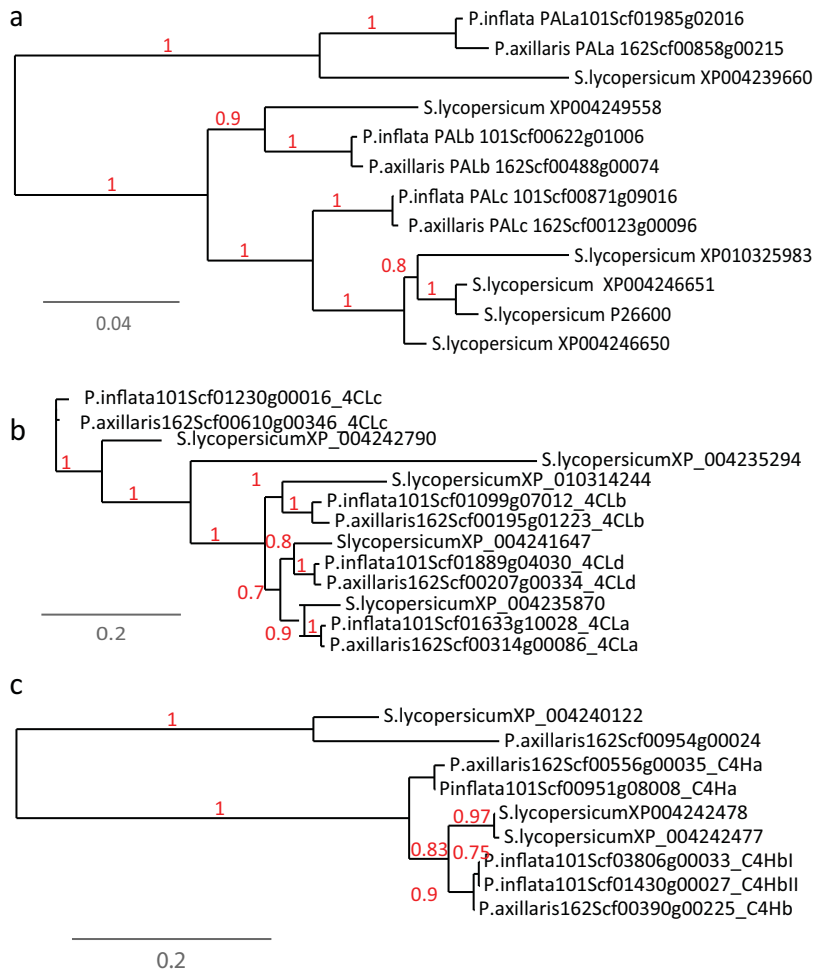 a
P.inflata PALa101Scf01985g02016
1
P.axillaris PALa 162Scf00858g00215
1
S.lycopersicum XP004239660
S.lycopersicum XP004249558
0.9
P.inflata PALb 101Scf00622g01006
1
P.axillaris PALb 162Scf00488g00074
1
P.inflata PALc 101Scf00871g09016
1
P.axillaris PALc 162Scf00123g00096
1
S.lycopersicum XP010325983
0.8
S.lycopersicum XP004246651
1
1
S.lycopersicum P26600
0.04
S.lycopersicum XP004246650
b
P.inflata101Scf01230g00016_4CLc
P.axillaris162Scf00610g00346_4CLc
S.lycopersicumXP_004242790
1
S.lycopersicumXP_004235294
1
1
S.lycopersicumXP_010314244
1
P.inflata101Scf01099g07012_4CLb
P.axillaris162Scf00195g01223_4CLb
1
0.8
SlycopersicumXP_004241647
1
P.inflata101Scf01889g04030_4CLd
P.axillaris162Scf00207g00334_4CLd
0.7
S.lycopersicumXP_004235870
1
P.inflata101Scf01633g10028_4CLa
0.9
P.axillaris162Scf00314g00086_4CLa
0.2
c
S.lycopersicumXP_004240122
1
P.axillaris162Scf00954g00024
P.axillaris162Scf00556g00035_C4Ha
Pinflata101Scf00951g08008_C4Ha
1
S.lycopersicumXP004242478
0.97
S.lycopersicumXP_004242477
0.83
0.75
P.inflata101Scf03806g00033_C4HbI
P.inflata101Scf01430g00027_C4HbII
0.9
P.axillaris162Scf00390g00225_C4Hb
0.2